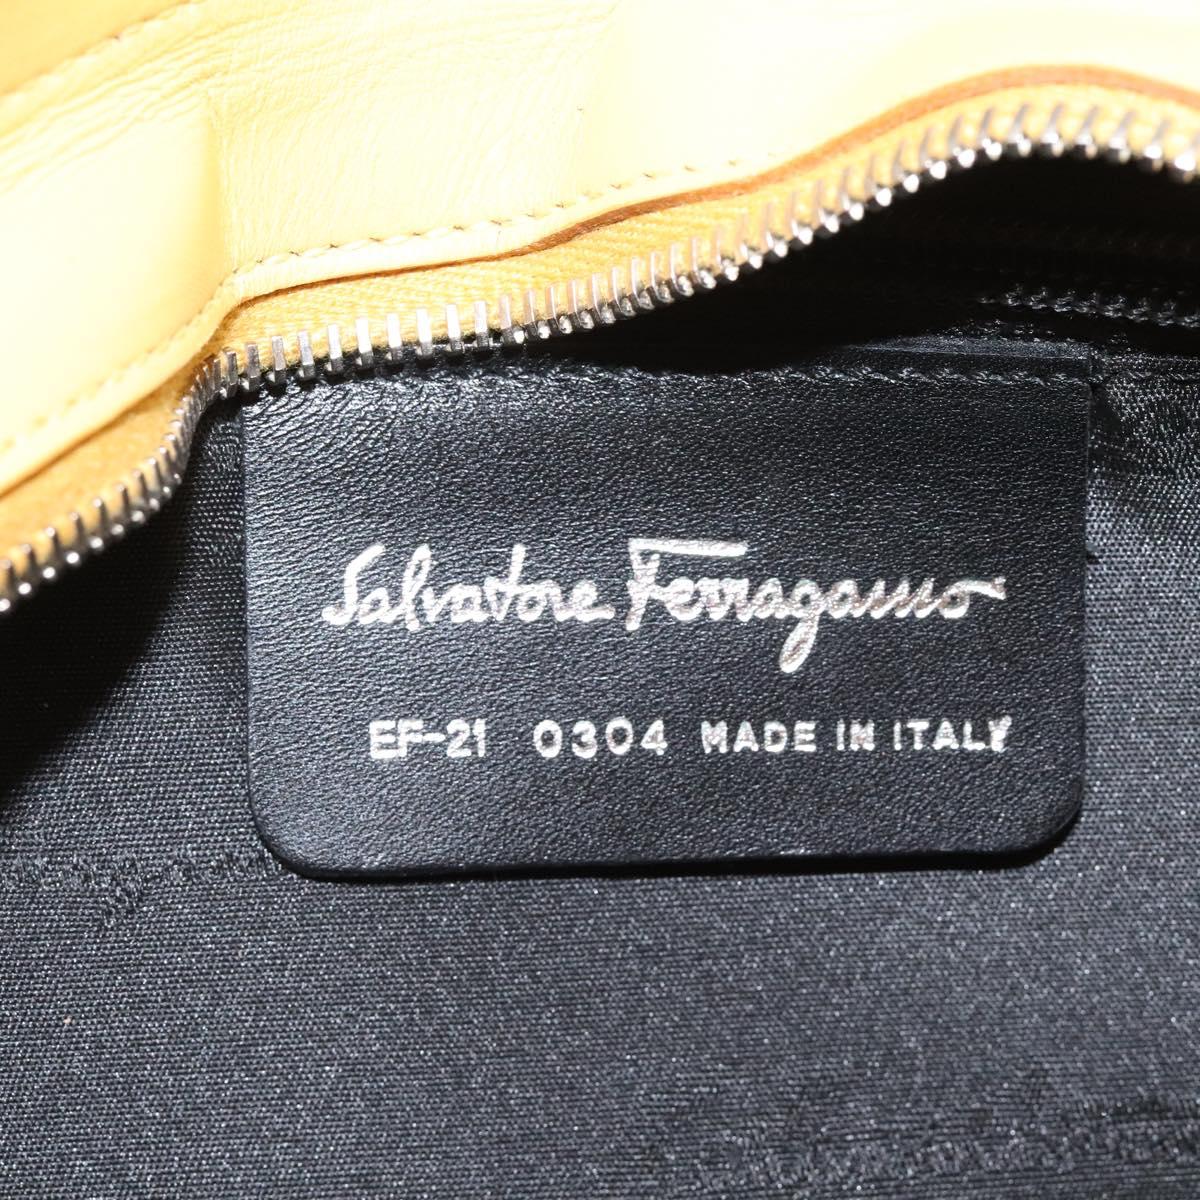 Salvatore Ferragamo
EF-21 0304 MADE IN ITALY